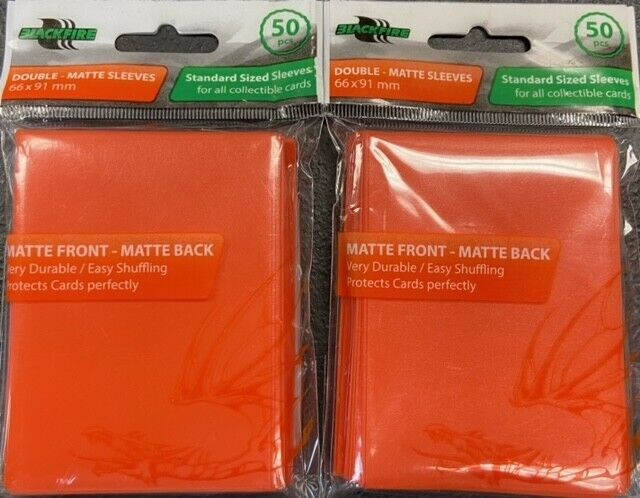 BLACKFIRE
50
pcs
DOUBLE - MATTE SLEEVES
66 x 91 mm
Standard Sized Sleeves
for all collectible cards
MATTE FRONT - MATTE BACK
Very Durable / Easy Shuffling
Protects Cards perfectly
BLACKFIRE
50
pcs
DOUBLE - MATTE SLEEVES
66 x 91 mm
Standard Sized Sleeves
for all collectible cards
MATTE FRONT - MATTE BACK
Very Durable / Easy Shuffling
Protects Cards perfectly